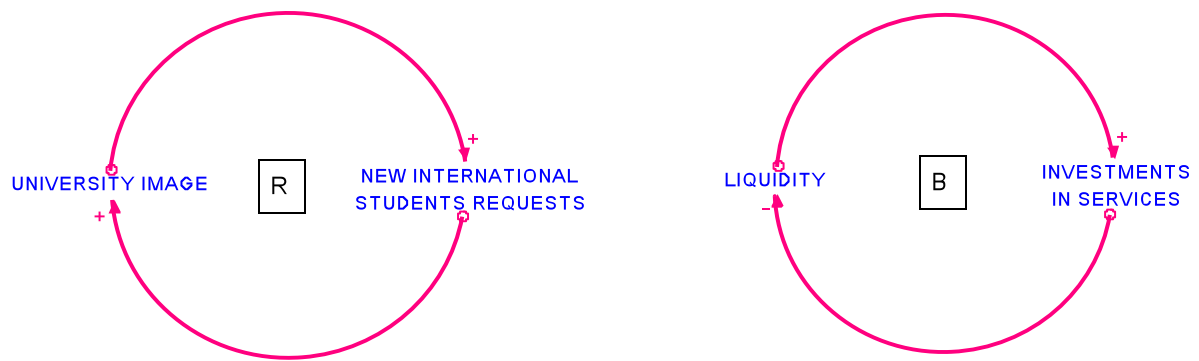 +
UNIVERSITY IMAGE
R
NEW INTERNATIONAL
STUDENTS REQUESTS
+
+
LIQUIDITY
B
INVESTMENTS
IN SERVICES
-